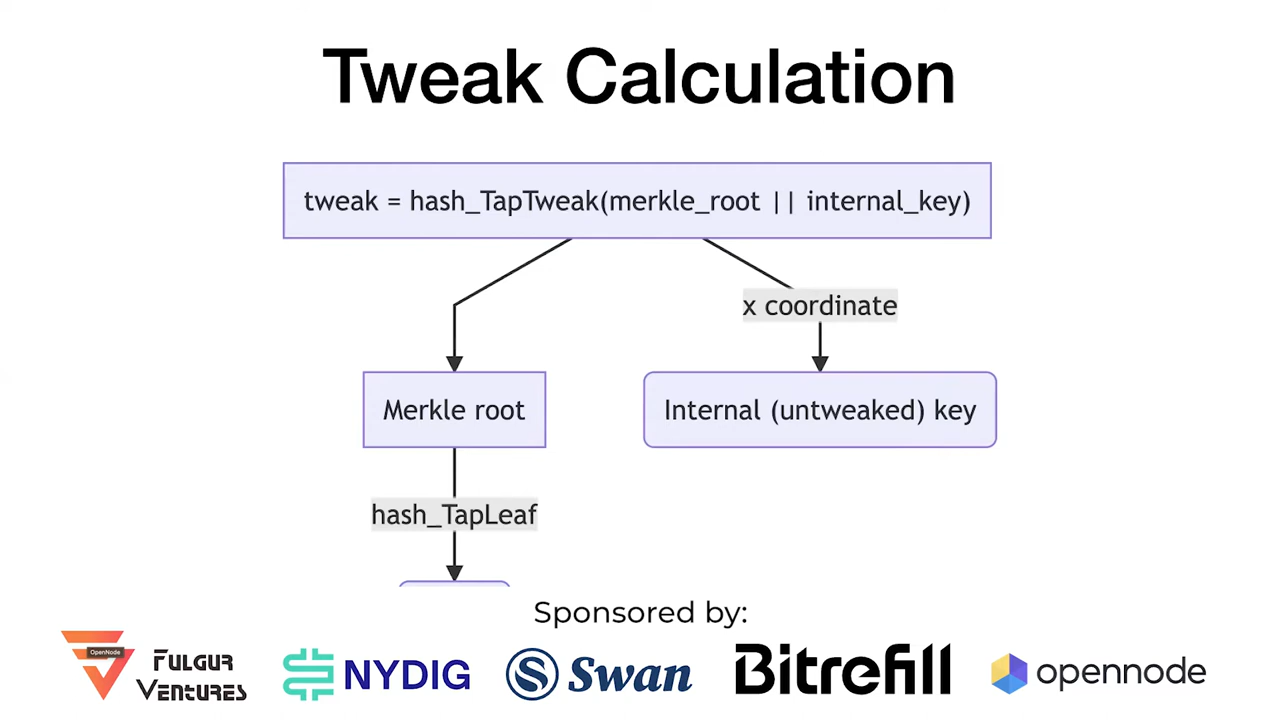 Tweak Calculation
tweak = hash_TapTweak(merkle_root || internal_key)
x coordinate
Merkle root
Internal (untweaked) key
hash_TapLeaf
Sponsored by:
OpenNode
FULGUR
VENTURES
NYDIG
Swan
Bitrefill
opennode